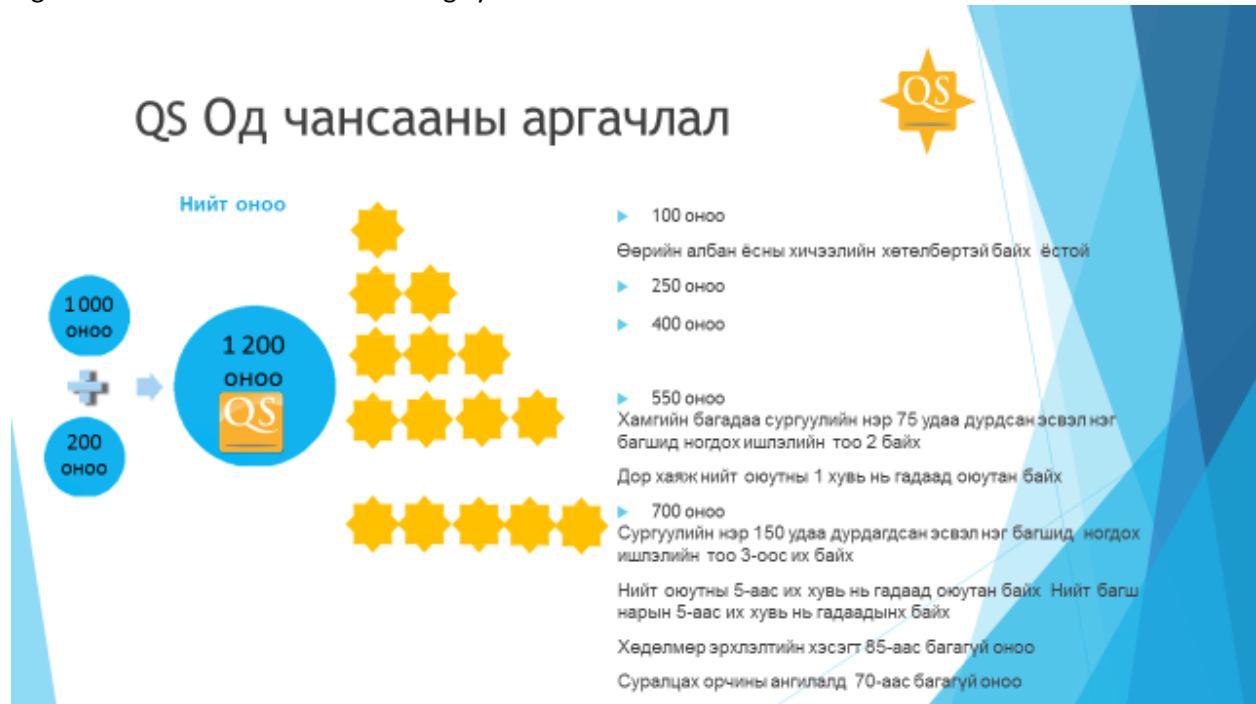 QS Од чансааны аргачлал
QS
Нийт оноо
1 000
оноо
200
оноо
1 200
оноо
QS
100 оноо
Өөрийн албан ёсны хичээлийн хөтөлбөртэй байх ёстой
250 оноо
400 оноо
550 оноо
Хамгийн багадаа сургуулийн нэр 75 удаа дурдсан эсвэл нэг
багшид ногдох ишлэлийн тоо 2 байх
Дор хаяж нийт оюутны 1 хувь нь гадаад оюутан байх
700 оноо
Сургуулийн нэр 150 удаа дурдагдсан эсвэл нэг багшид ногдох
ишлэлийн тоо 3-оос их байх
Нийт оюутны 5-аас их хувь нь гадаад оюутан байх Нийт багш
нарын 5-аас их хувь нь гадаадынх байх
Хөдөлмөр эрхлэлтийн хэсэгт 85-аас багагүй оноо
Суралцах орчины ангилалд 70-аас багагүй оноо